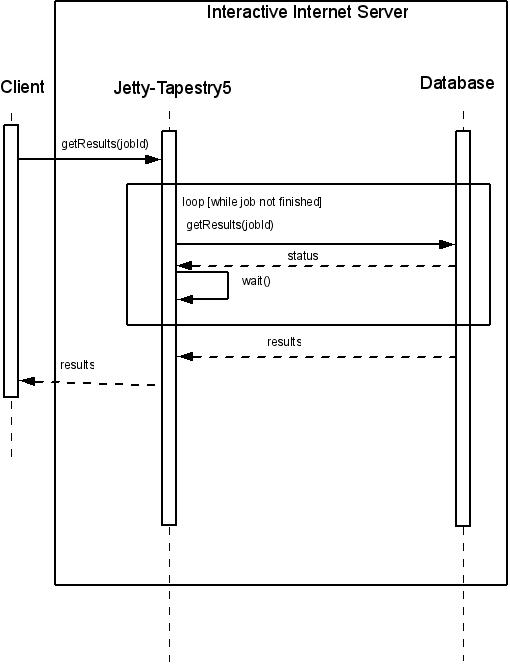 Interactive Internet Server
Client
Jetty-Tapestry5
Database
getResults(jobId)
loop [while job not finished]
getResults(jobId)
status
wait()
results
results